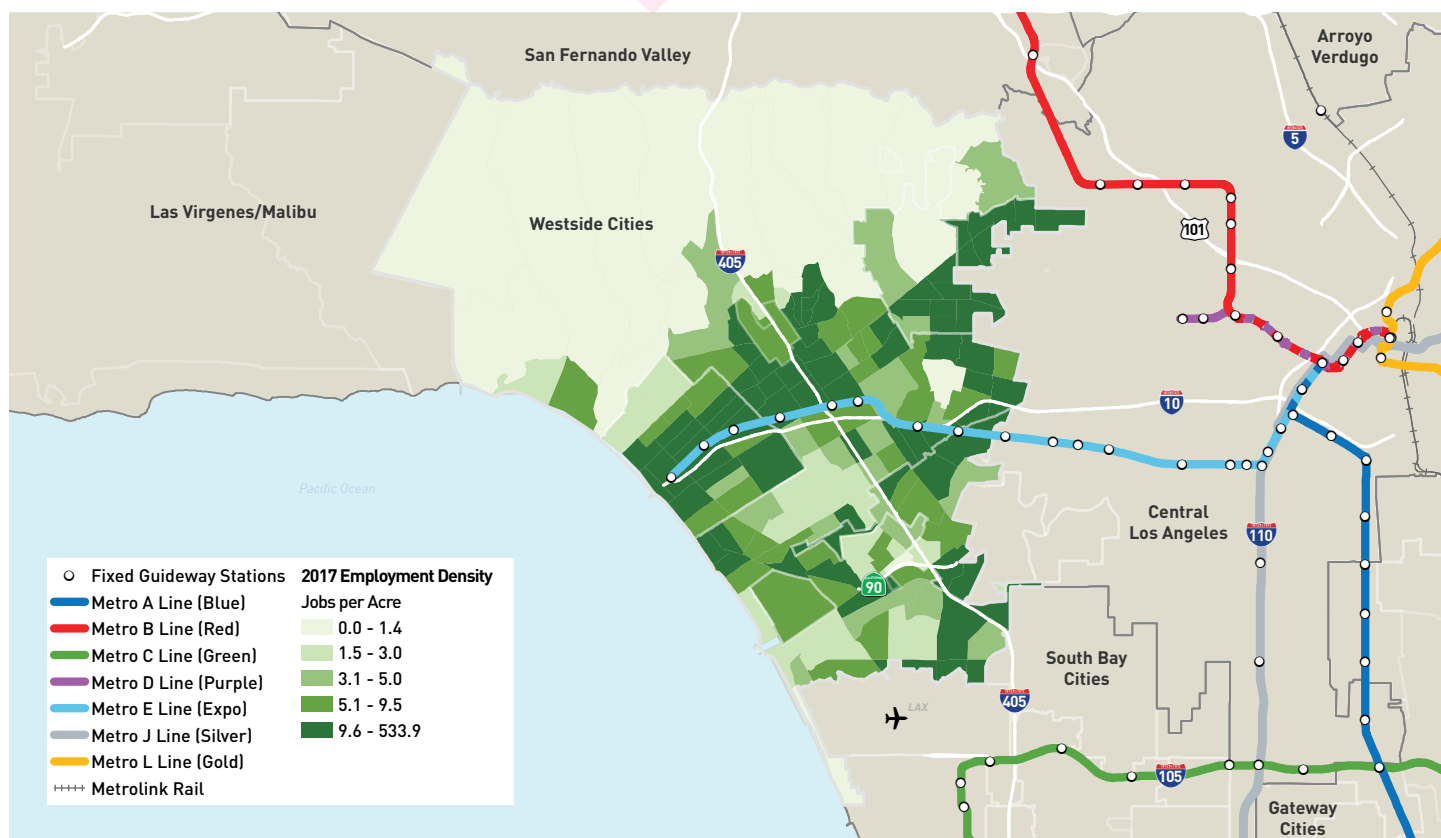 San Fernando Valley
Arroyo
Verdugo
5
Las Virgenes/Malibu
Westside Cities
101
405
10
Pacific Ocean
Central
Los Angeles
110
90
South Bay
Cities
405
LAX
105
Gateway
Cities
Fixed Guideway Stations
Metro A Line (Blue)
Metro B Line (Red)
Metro C Line (Green)
Metro D Line (Purple)
Metro E Line (Expo)
Metro J Line (Silver)
Metro L Line (Gold)
Metrolink Rail
2017 Employment Density
Jobs per Acre
0.0 - 1.4
1.5 - 3.0
3.1 - 5.0
5.1 - 9.5
9.6 - 533.9